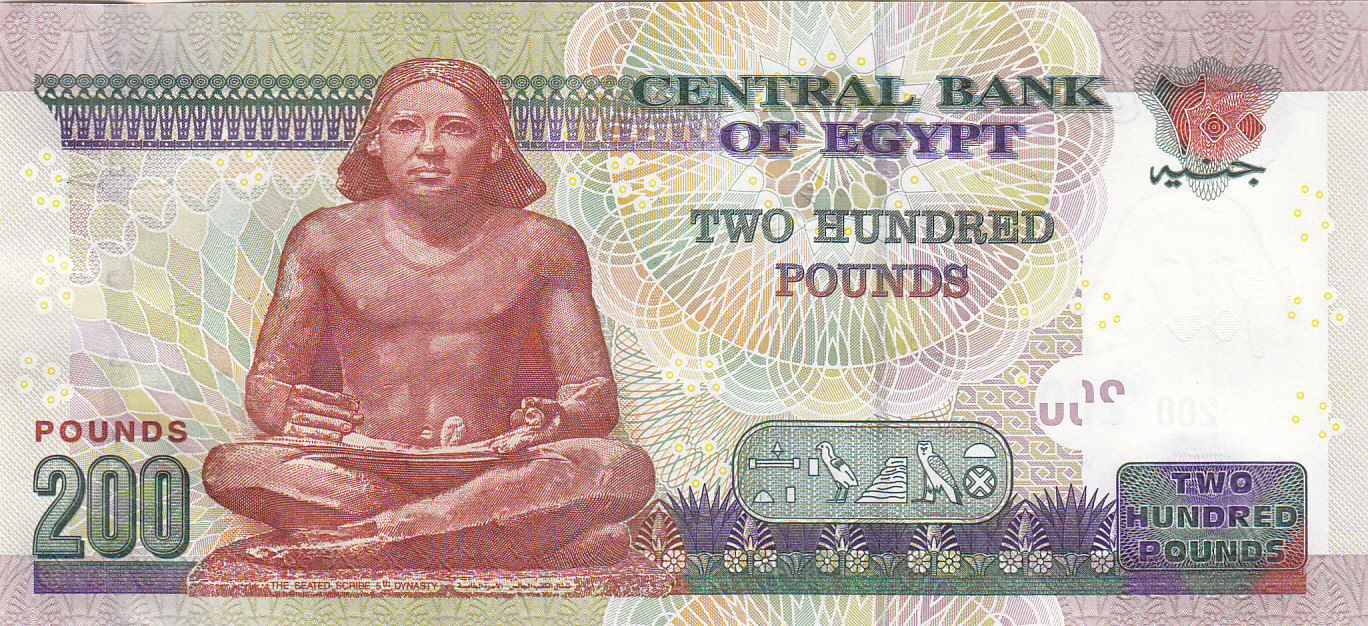 CENTRAL BANK
OF EGYPT
TWO HUNDRED
POUNDS
٢٠٠
جنيه
POUNDS
200
200
TWO
HUNDRED
POUNDS
THE SEATED SCRIBE 5TH DYNASTY